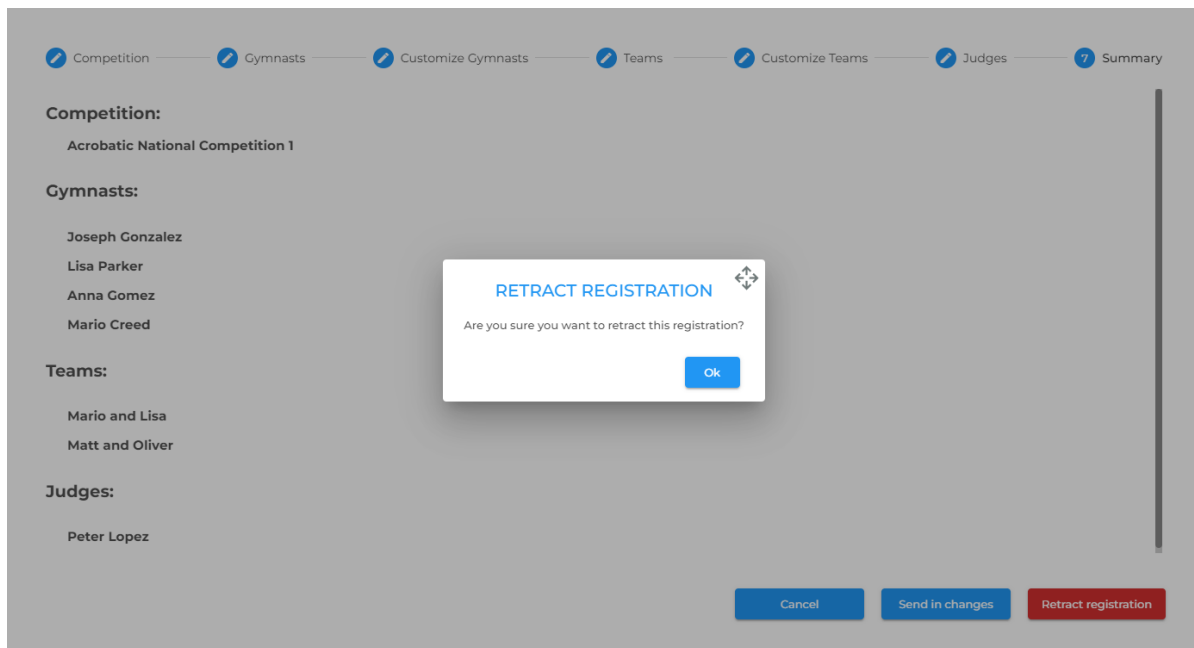 Competition
Gymnasts
Customize Gymnasts
Teams
Customize Teams
Judges
7 Summary
Competition:
Acrobatic National Competition 1
Gymnasts:
Joseph Gonzalez
Lisa Parker
Anna Gomez
Mario Creed
Teams:
Mario and Lisa
Matt and Oliver
Judges:
Peter Lopez
RETRACT REGISTRATION
Are you sure you want to retract this registration?
Ok
Cancel
Send in changes
Retract registration